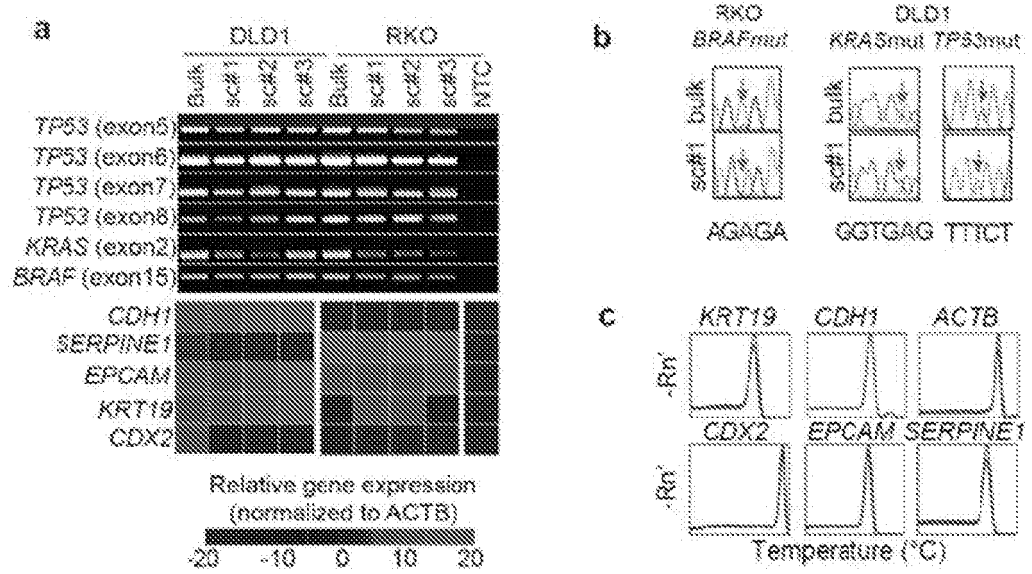 a
DLD1 RKO
Bulk sc#1 sc#2 sc#3 Bulk sc#1 sc#2 sc#3 NTC
TP53 (exon5)
TP53 (exon6)
TP53 (exon7)
TP53 (exon8)
KRAS (exon2)
BRAF (exon15)
CDH1
SERPINE1
EPCAM
KRT19
CDX2
Relative gene expression
(normalized to ACTB)
-20 -10 0 10 20
b
RKO DLD1
BRAFmut KRASmut TP53mut
bulk bulk
sc#1 sc#1
AGAGA GGTGAG TTTCT
c
KRT19 CDH1 ACTB
-Rn'
CDX2 EPCAM SERPINE1
-Rn'
Temperature (°C)